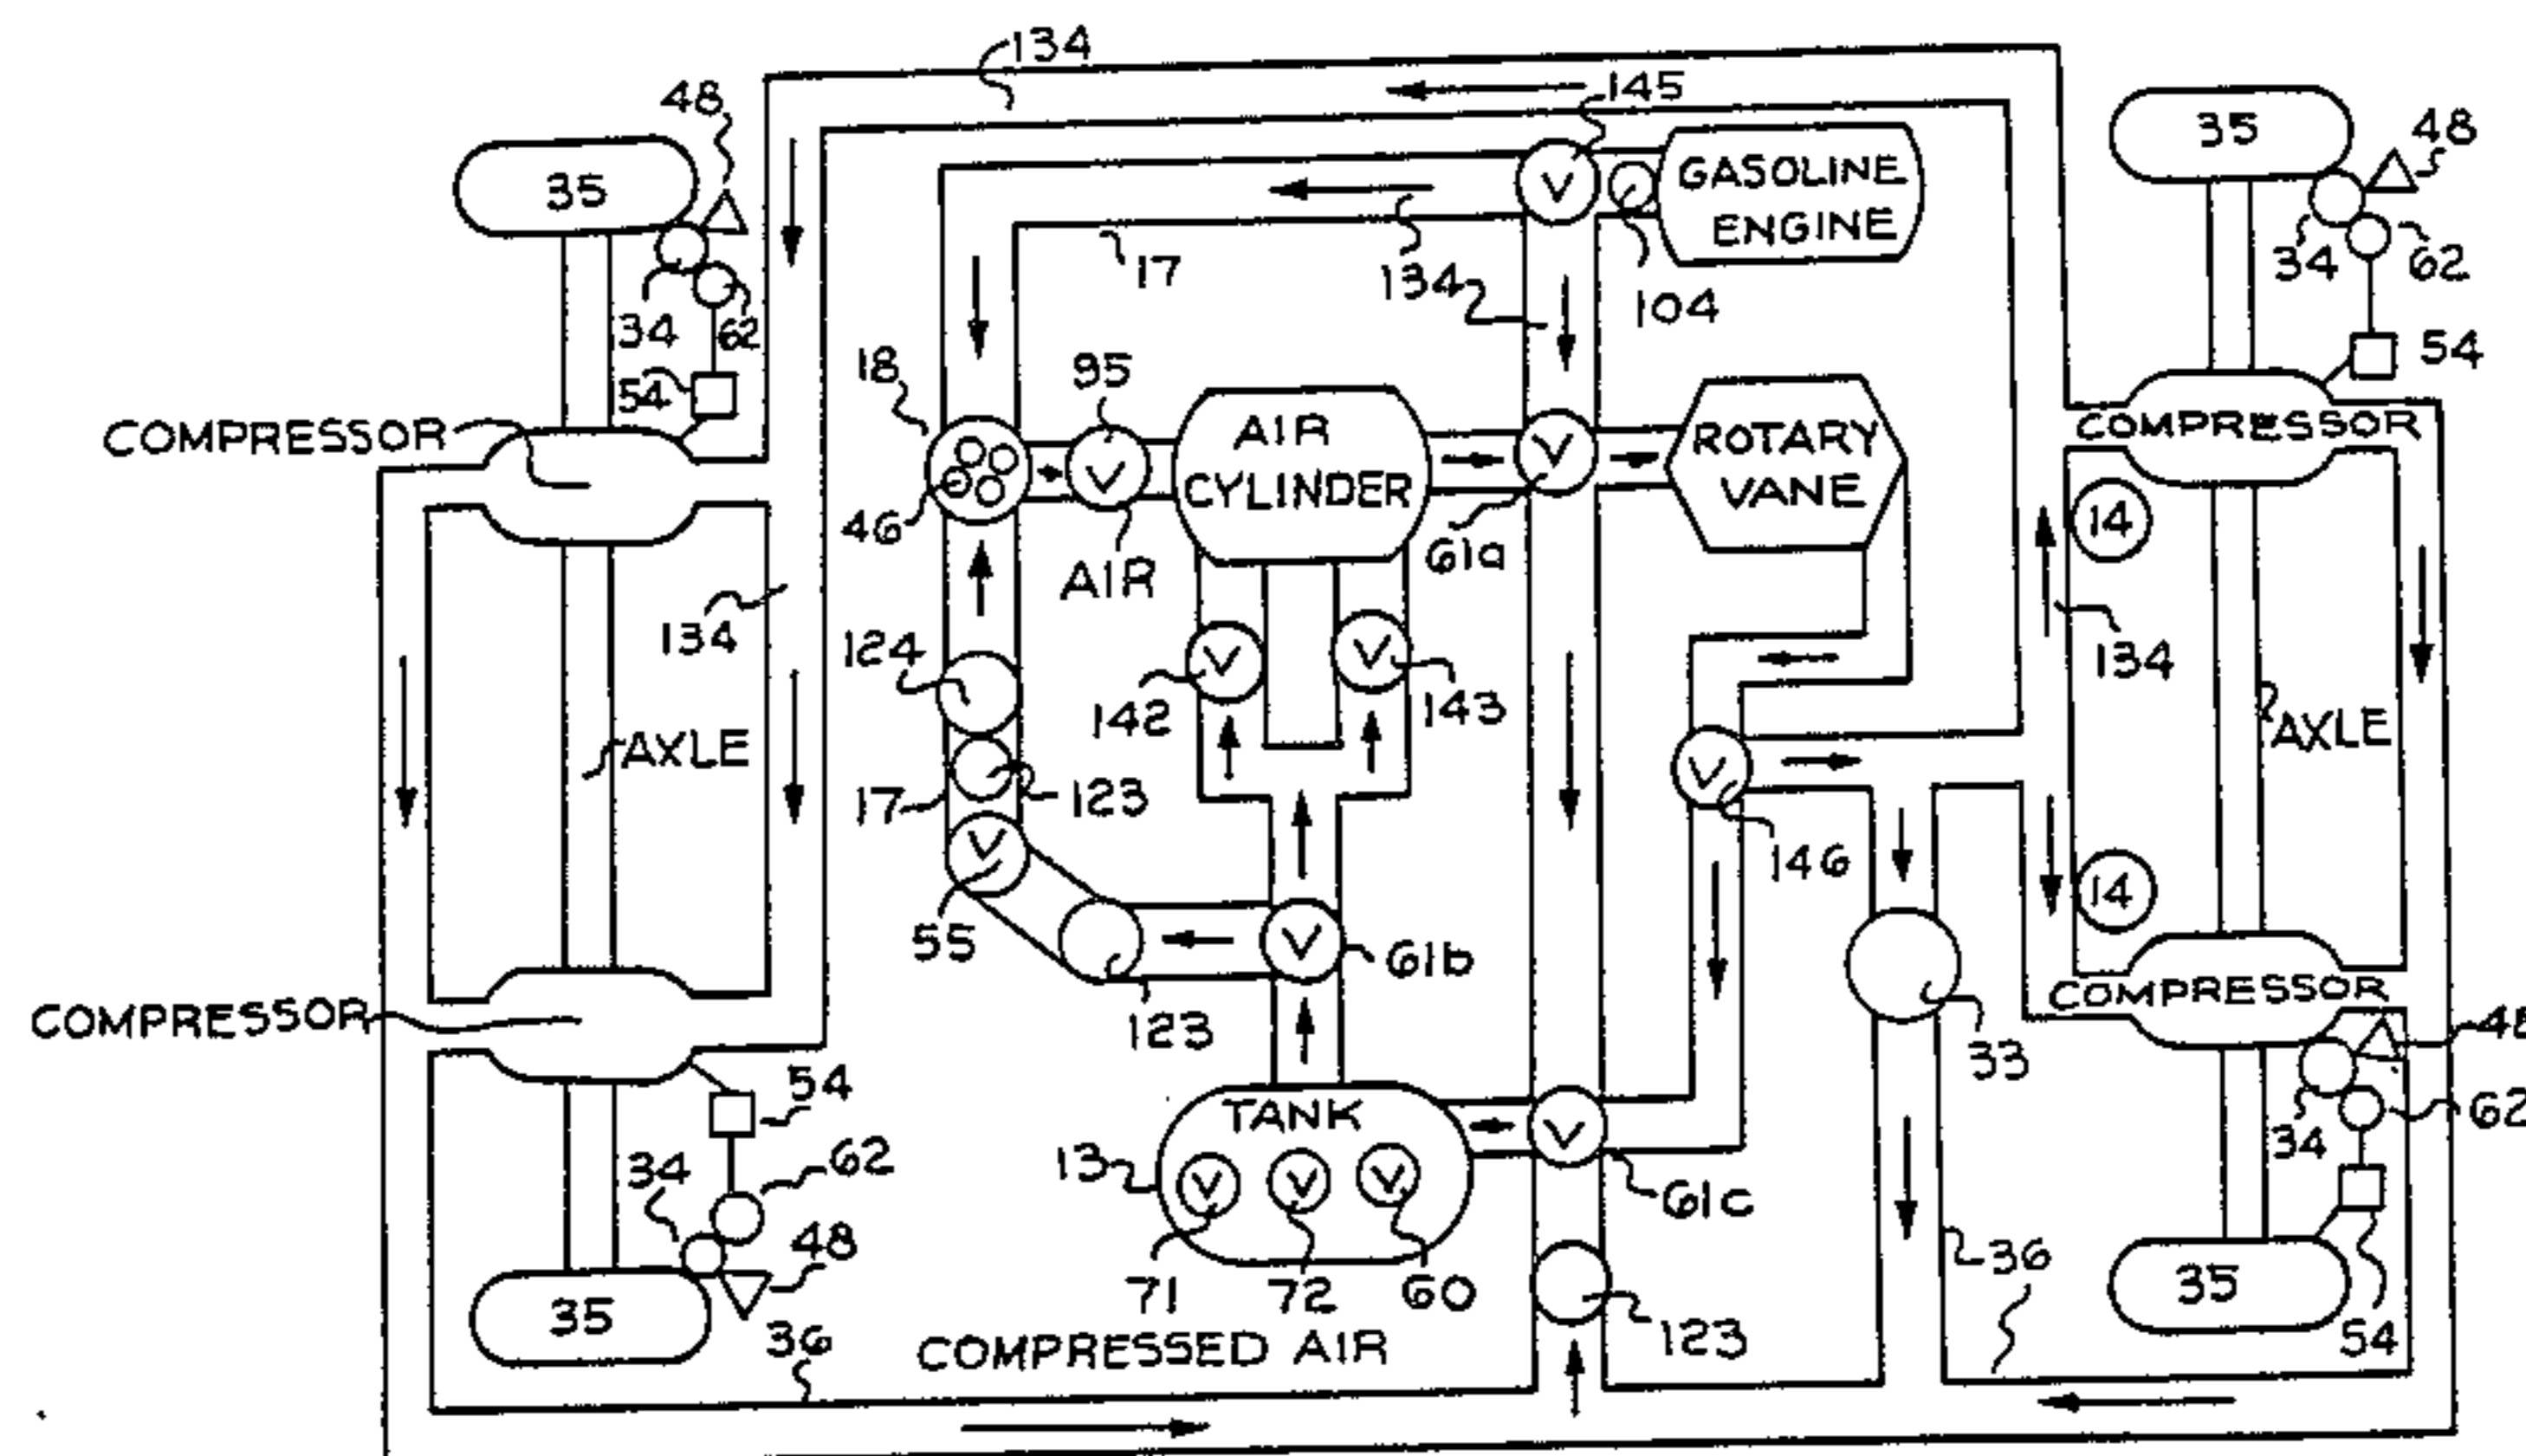 134
145
48
35
GASOLINE
ENGINE
35
48
34
62
17
134
104
34
62
54
18
95
54
COMPRESSOR
AIR
CYLINDER
V
V
V
ROTARY
VANE
COMPRESSOR
46
AIR
61a
14
134
124
142
V
V
143
134
AXLE
17
123
V
146
AXLE
V
55
123
V
61b
14
33
COMPRESSOR
COMPRESSOR
48
54
TANK
V
61c
34
62
13
V
V
V
34
62
48
71
72
60
123
36
35
54
35
36
COMPRESSED AIR